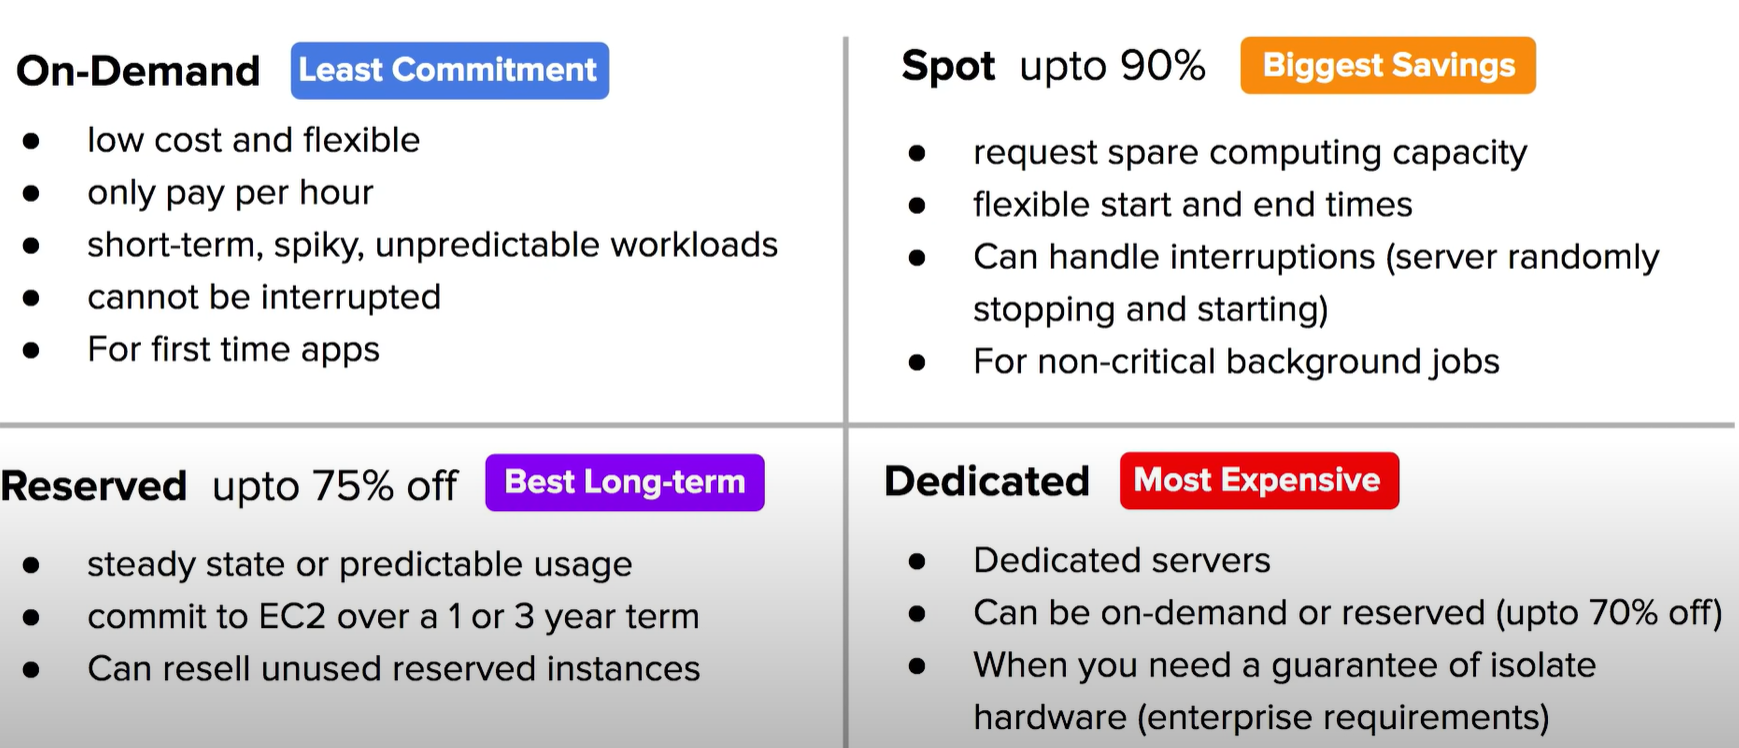 On-Demand Least Commitment
● low cost and flexible
● only pay per hour
● short-term, spiky, unpredictable workloads
● cannot be interrupted
● For first time apps
Spot upto 90% Biggest Savings
● request spare computing capacity
● flexible start and end times
● Can handle interruptions (server randomly
stopping and starting)
● For non-critical background jobs
Reserved upto 75% off Best Long-term
● steady state or predictable usage
● commit to EC2 over a 1 or 3 year term
● Can resell unused reserved instances
Dedicated Most Expensive
● Dedicated servers
● Can be on-demand or reserved (upto 70% off)
● When you need a guarantee of isolate
hardware (enterprise requirements)